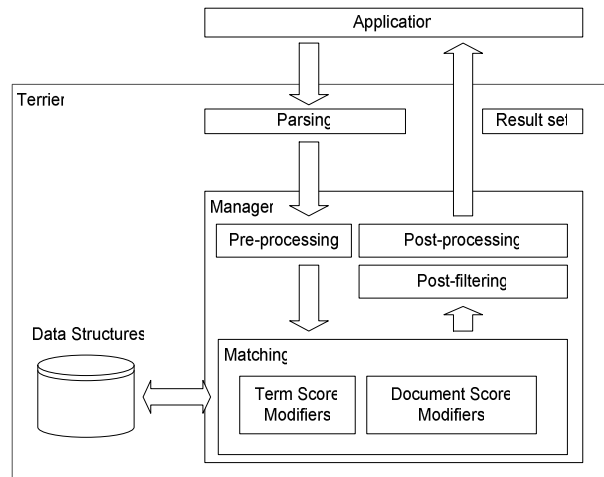 Application
Terrier
Parsing
Result set
Manager
Pre-processing
Post-processing
Post-filtering
Data Structures
Matching
Term Score
Modifiers
Document Score
Modifiers